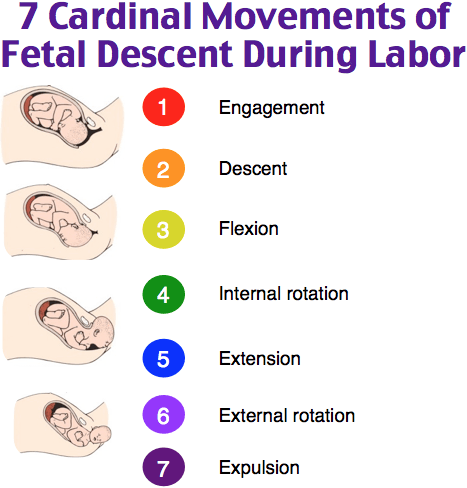 7 Cardinal Movements of
Fetal Descent During Labor
1 Engagement
2 Descent
3 Flexion
4 Internal rotation
5 Extension
6 External rotation
7 Expulsion